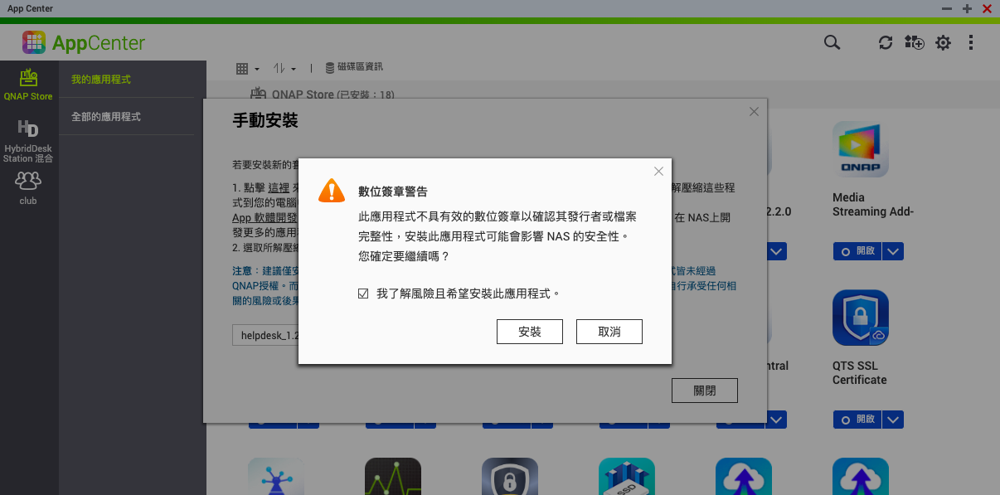 App Center
AppCenter
磁碟區資訊
QNAP Store
HybridDesk
Station 混合
club
我的應用程式
全部的應用程式
QNAP Store (已安裝：18)
手動安裝
若要安裝新的
1. 點擊 這裡
解壓縮這些程
式到您的電腦
App 軟體開發
在 NAS上開
發更多的應用
2. 選取所解壓
注意：建議僅
式皆未經過
QNAP授權。而
自行承受任何相
關的風險或後果
helpdesk_1.2
關閉
數位簽章警告
此應用程式不具有效的數位簽章以確認其發行者或檔案
完整性，安裝此應用程式可能會影響 NAS 的安全性。
您確定要繼續嗎？
我了解風險且希望安裝此應用程式。
安裝
取消
QNAP
Media
Streaming Add-
2.2.0
開啟
ntral
QTS SSL
Certificate
開啟
SSD